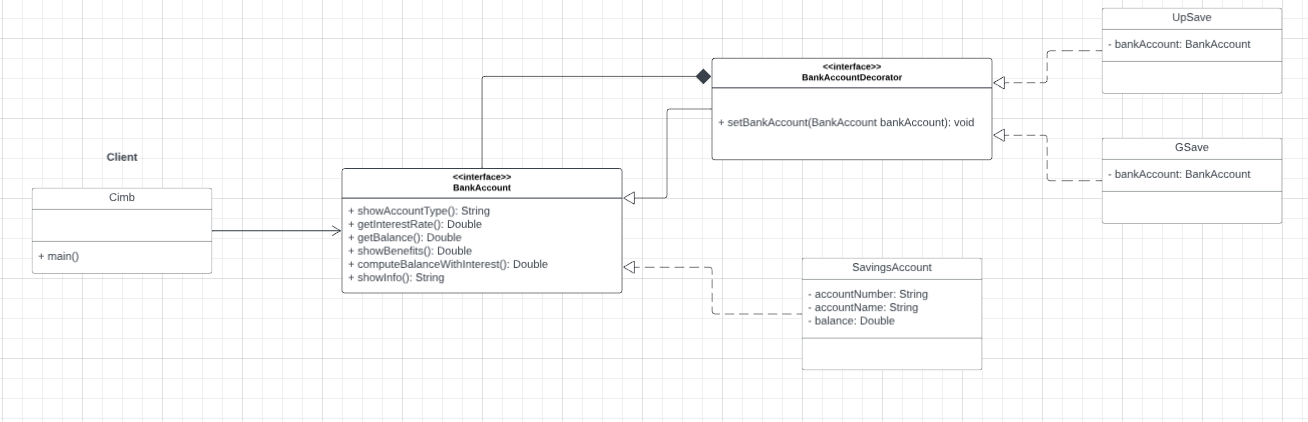 Client
Cimb
+ main()
<<interface>>
BankAccount
+ showAccountType(): String
+ getInterestRate(): Double
+ getBalance(): Double
+ showBenefits(): Double
+ computeBalanceWithInterest(): Double
+ showInfo(): String
<<interface>>
BankAccountDecorator
+ setBankAccount(BankAccount bankAccount): void
SavingsAccount
- accountNumber: String
- accountName: String
- balance: Double
UpSave
- bankAccount: BankAccount
GSave
- bankAccount: BankAccount